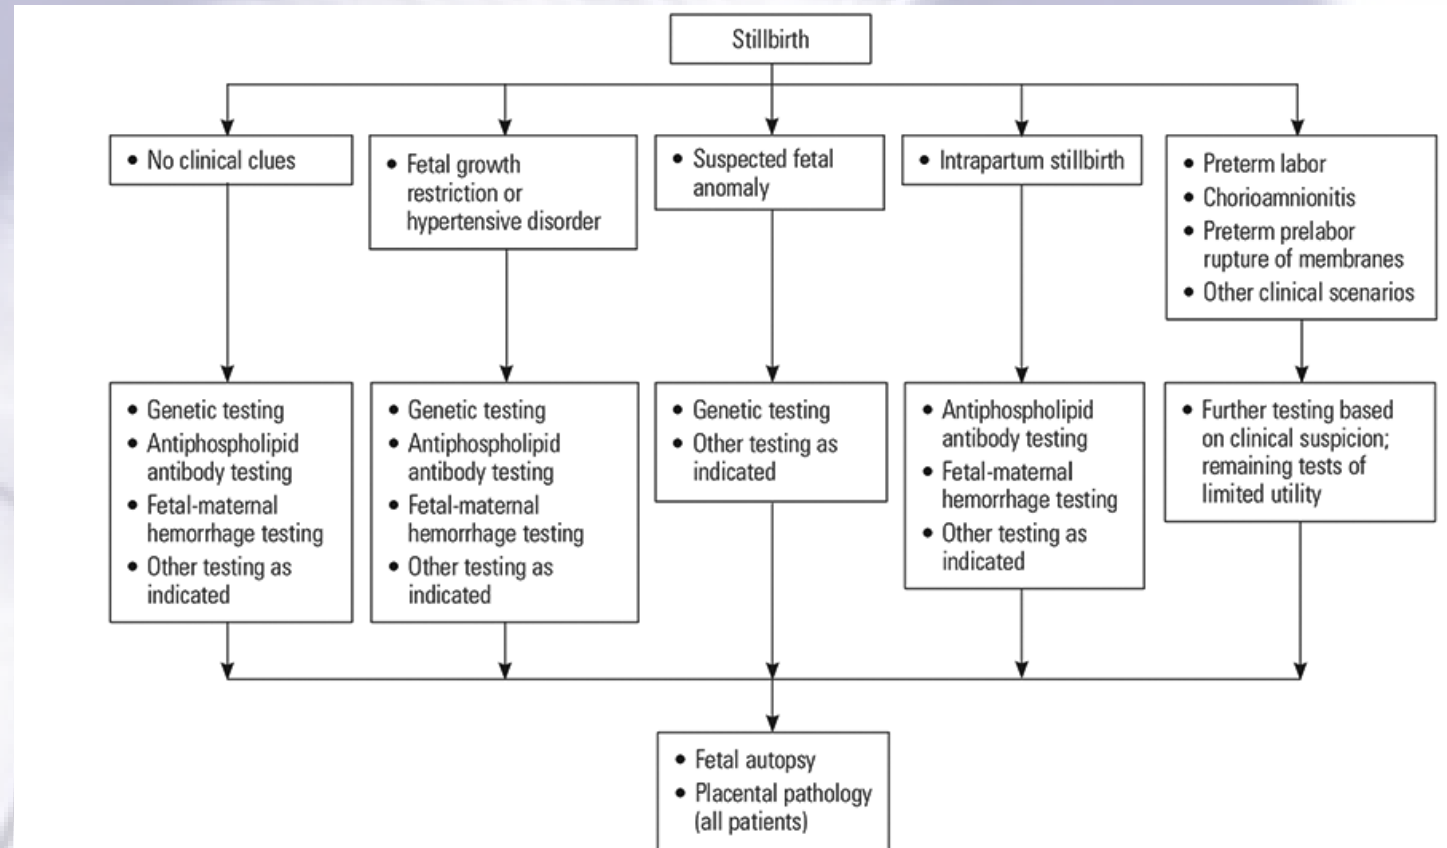 Stillbirth
• No clinical clues
• Fetal growth
restriction or
hypertensive disorder
• Suspected fetal
anomaly
• Intrapartum stillbirth
• Preterm labor
• Chorioamnionitis
• Preterm prelabor
rupture of membranes
• Other clinical scenarios
• Genetic testing
• Antiphospholipid
antibody testing
• Fetal-maternal
hemorrhage testing
• Other testing as
indicated
• Genetic testing
• Antiphospholipid
antibody testing
• Fetal-maternal
hemorrhage testing
• Other testing as
indicated
• Genetic testing
• Other testing as
indicated
• Antiphospholipid
antibody testing
• Fetal-maternal
hemorrhage testing
• Other testing as
indicated
• Further testing based
on clinical suspicion;
remaining tests of
limited utility
• Fetal autopsy
• Placental pathology
(all patients)